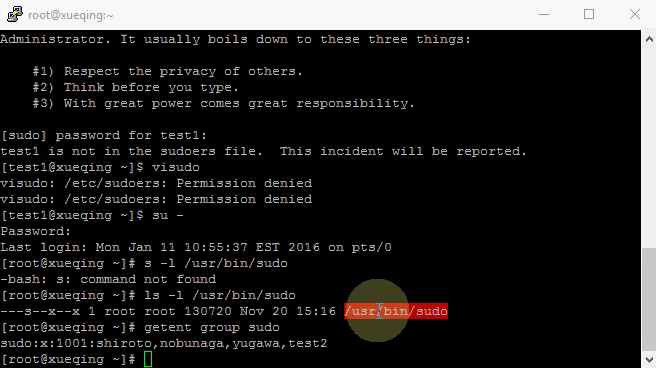 root@xueqing:~
Administrator. It usually boils down to these three things:
#1) Respect the privacy of others.
#2) Think before you type.
#3) With great power comes great responsibility.
[sudo] password for test1:
test1 is not in the sudoers file.  This incident will be reported.
[test1@xueqing ~]$ visudo
visudo: /etc/sudoers: Permission denied
visudo: /etc/sudoers: Permission denied
[test1@xueqing ~]$ su -
Password:
Last login: Mon Jan 11 10:55:37 EST 2016 on pts/0
[root@xueqing ~]# s -l /usr/bin/sudo
-bash: s: command not found
[root@xueqing ~]# ls -l /usr/bin/sudo
---s--x--x 1 root root 130720 Nov 20 15:16 /usr/bin/sudo
[root@xueqing ~]# getent group sudo
sudo:x:1001:shiroto,nobunaga,yugawa,test2
[root@xueqing ~]#